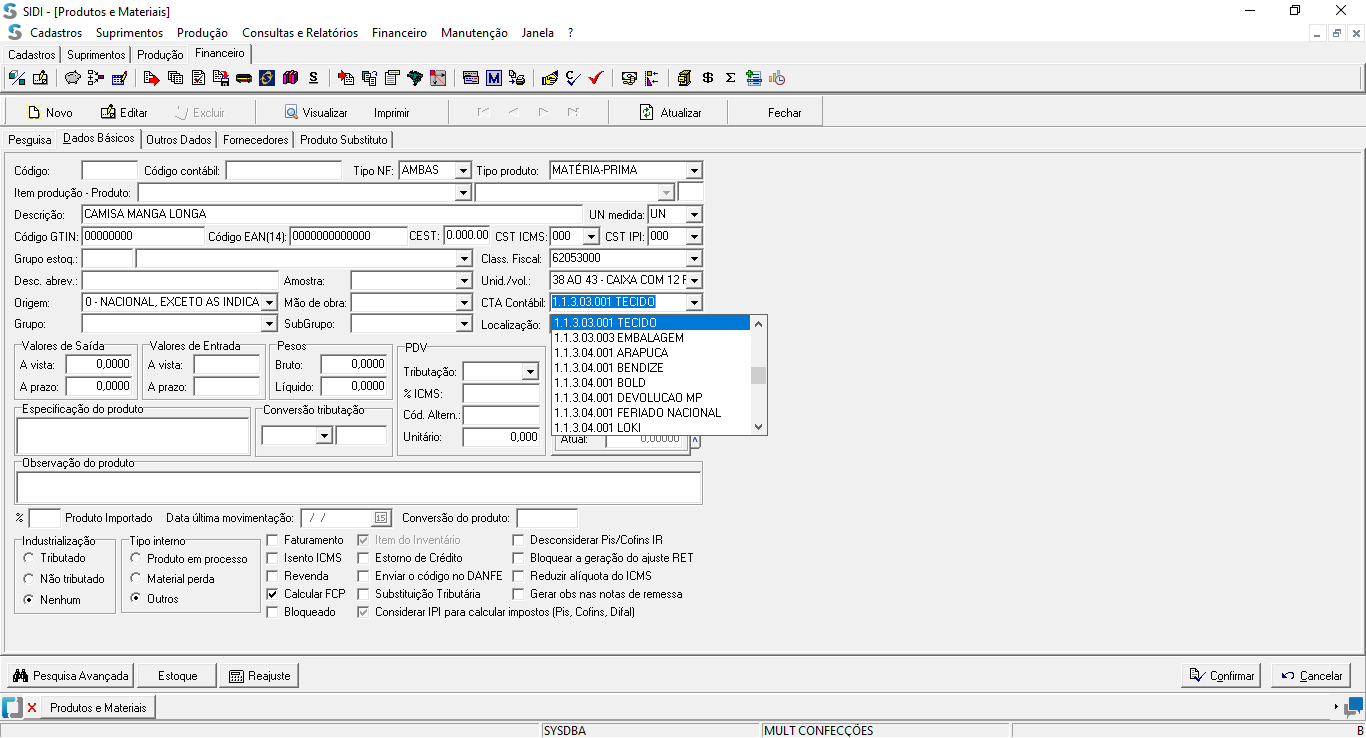 SIDI - [Produtos e Materiais]
Cadastros Suprimentos Produção Consultas e Relatórios Financeiro Manutenção Janela ?
Cadastros Suprimentos Produção Financeiro
Novo Editar Excluir Visualizar Imprimir Atualizar Fechar
Pesquisa Dados Básicos Outros Dados Fornecedores Produto Substituto
Código: Código contábil: Tipo NF: AMBAS Tipo produto: MATÉRIA-PRIMA
Item produção - Produto:
Descrição: CAMISA MANGA LONGA UN medida: UN
Código GTIN: 00000000 Código EAN(14): 0000000000000 CEST: 0.000.00 CST ICMS: 000 CST IPI: 000
Grupo estoq.: Class. Fiscal: 62053000
Desc. abrev.: Amostra: Unid./vol.: 38 AO 43 - CAIXA COM 12 F
Origem: 0 - NACIONAL, EXCETO AS INDICA Mão de obra: CTA Contábil: 1.1.3.03.001 TECIDO
Grupo: SubGrupo: Localização:
1.1.3.03.001 TECIDO
1.1.3.03.003 EMBALAGEM
1.1.3.04.001 ARAPUCA
1.1.3.04.001 BENDIZE
1.1.3.04.001 BOLD
1.1.3.04.001 DEVOLUCAO MP
1.1.3.04.001 FERIADO NACIONAL
1.1.3.04.001 LOKI
Valores de Saída Valores de Entrada Pesos PDV
A vista: 0,0000 A vista: Bruto: 0,0000 Tributação:
A prazo: 0,0000 A prazo: Líquido: 0,0000 % ICMS:
Especificação do produto Conversão tributação Cód. Altern.:
Unitário: 0,000 Atual: 0,00000
Observação do produto
% Produto Importado Data última movimentação: / / 15 Conversão do produto:
Industrialização Tipo interno Faturamento Item do Inventário Desconsiderar Pis/Cofins IR
Tributado Produto em processo Isento ICMS Estorno de Crédito Bloquear a geração do ajuste RET
Não tributado Material perda Revenda Enviar o código no DANFE Reduzir alíquota do ICMS
Nenhum Outros Calcular FCP Substituição Tributária Gerar obs nas notas de remessa
Bloqueado Considerar IPI para calcular impostos (Pis, Cofins, Difal)
Pesquisa Avançada Estoque Reajuste Confirmar Cancelar
Produtos e Materiais
SYSDBA MULT CONFECÇÕES B